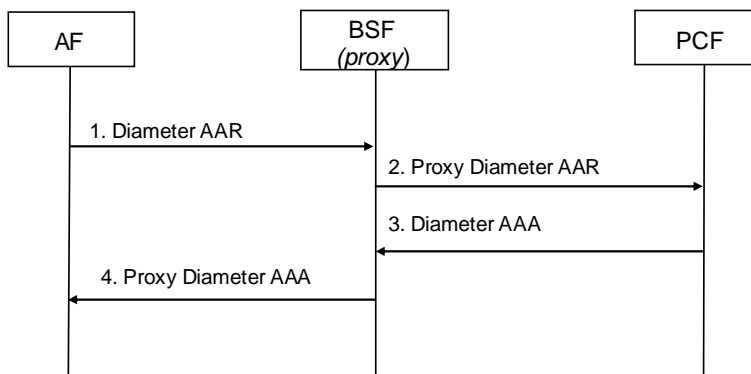 AF
BSF
(proxy)
PCF
1. Diameter AAR
2. Proxy Diameter AAR
3. Diameter AAA
4. Proxy Diameter AAA